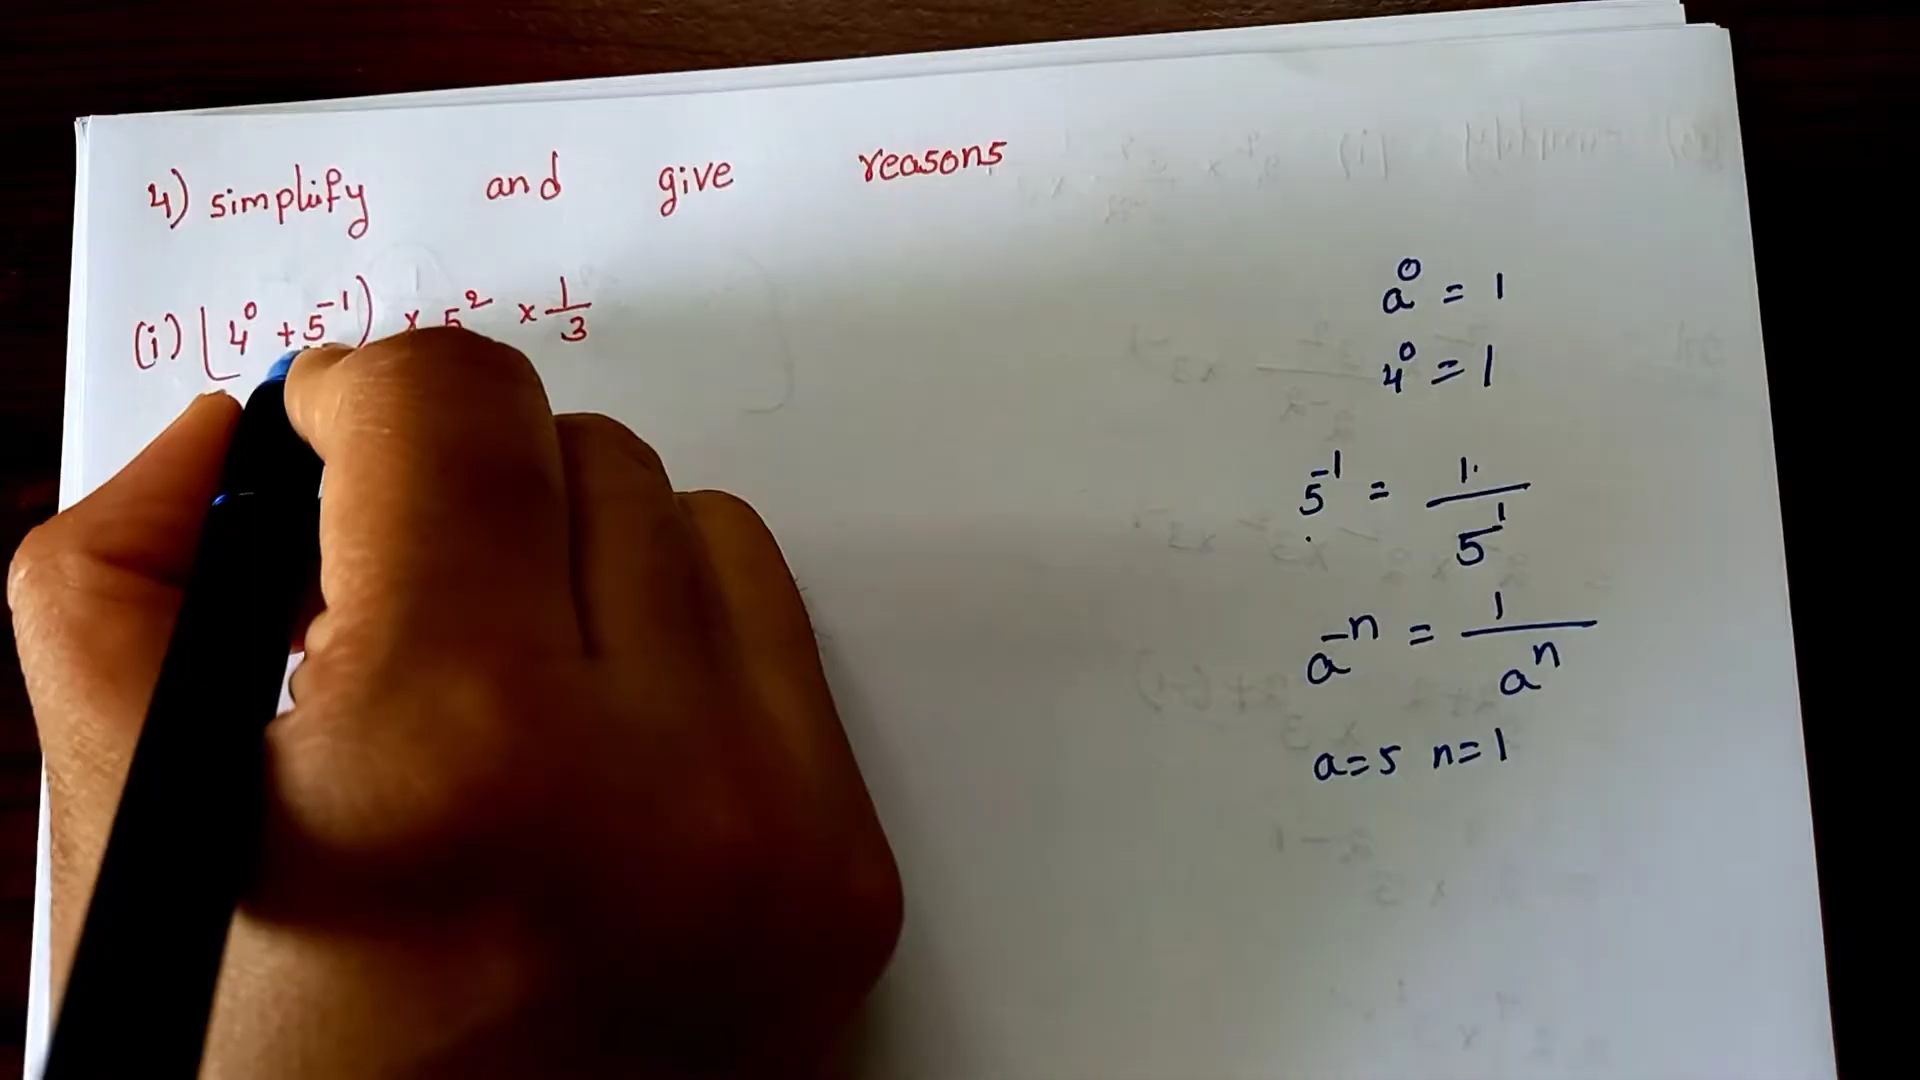 4) simplify and give reasons
(i) (4⁰ + 5⁻¹) × 5² × 1/3
a⁰ = 1
4⁰ = 1
5⁻¹ = 1/5¹
a⁻ⁿ = 1/aⁿ
a=5 n=1